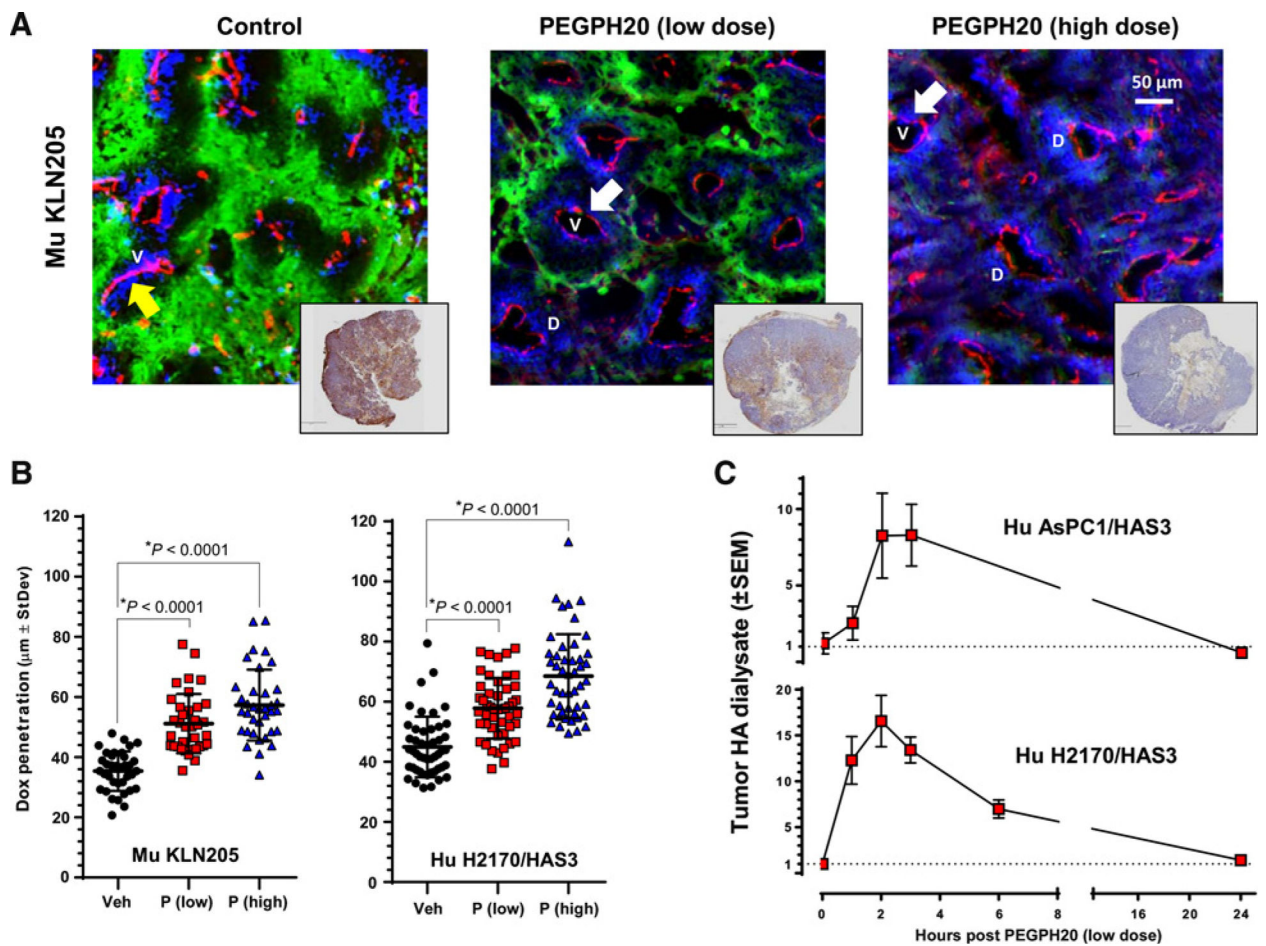 A
Control
PEGPH20 (low dose)
PEGPH20 (high dose)
Mu KLN205
V
V
D
V
D
D
50 µm
B
Dox penetration (µm ± StDev)
120
100
80
60
40
20
0
*P < 0.0001
*P < 0.0001
Mu KLN205
Veh
P (low)
P (high)
120
100
80
60
40
20
0
*P < 0.0001
*P < 0.0001
Hu H2170/HAS3
Veh
P (low)
P (high)
C
Tumor HA dialysate (±SEM)
10
5
1
Hu AsPC1/HAS3
20
15
10
5
1
Hu H2170/HAS3
0 2 4 6 8 16 20 24
Hours post PEGPH20 (low dose)